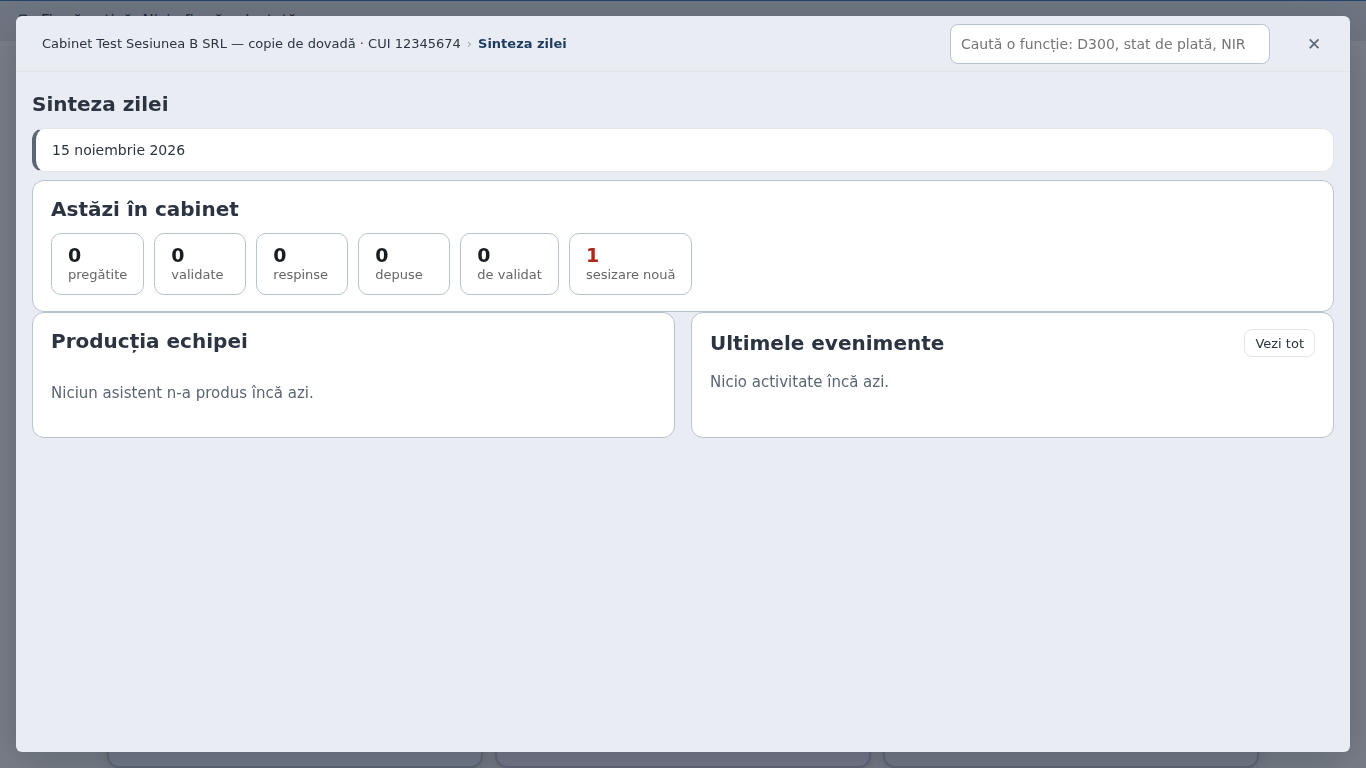 Cabinet Test Sesiunea B SRL — copie de dovadă · CUI 12345674 › Sinteza zilei
Caută o funcție: D300, stat de plată, NIR
✕
Sinteza zilei
15 noiembrie 2026
Astăzi în cabinet
0 0 0 0 0 1
pregătite validate respinse depuse de validat sesizare nouă
Producția echipei
Niciun asistent n-a produs încă azi.
Ultimele evenimente
Vezi tot
Nicio activitate încă azi.